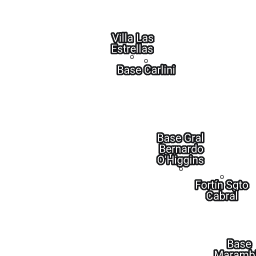 Villa Las
Estrellas
Base Carlini
Base Gral
Bernardo
O'Higgins
Fortín Sgto
Cabral
Base